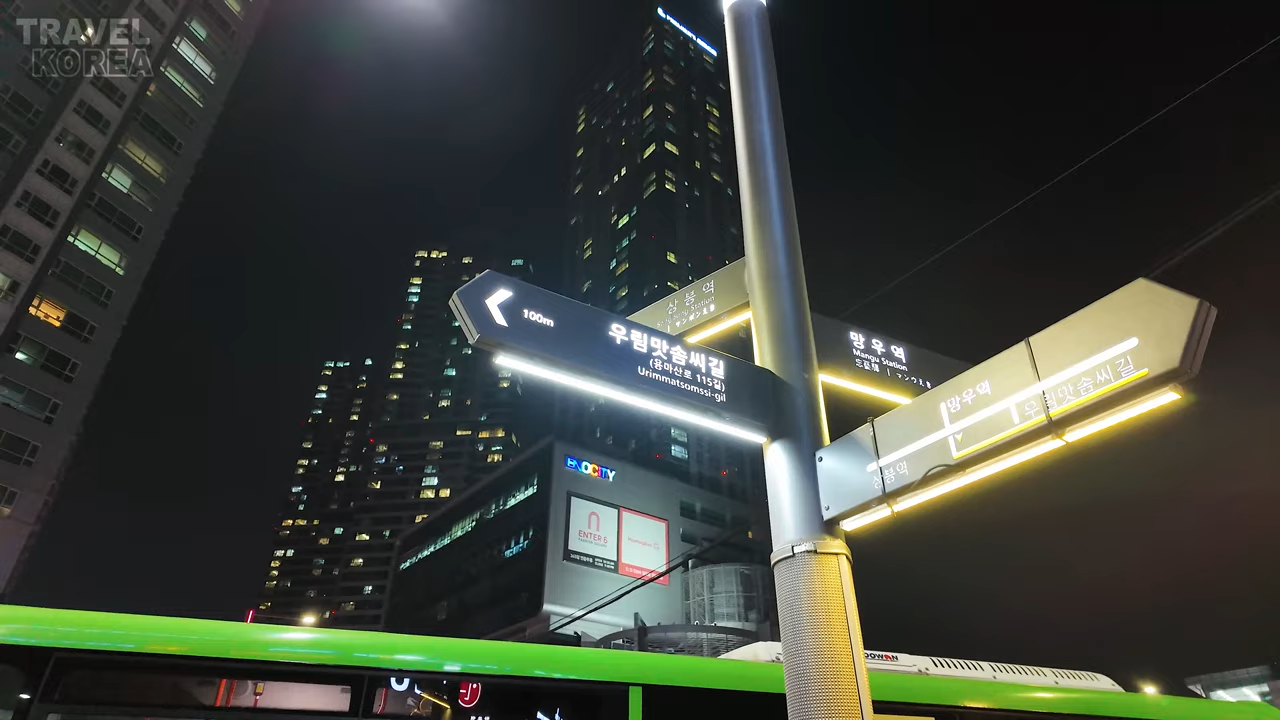 TRAVEL
KOREA
100m
우림맛솜씨길
(용마산로 115길)
Urimmatsomssi-gil
상봉역
망우역
Mangu Station
망우역
우림맛솜씨길
상봉역
ENOCITY
ENTER 6
DOWAN